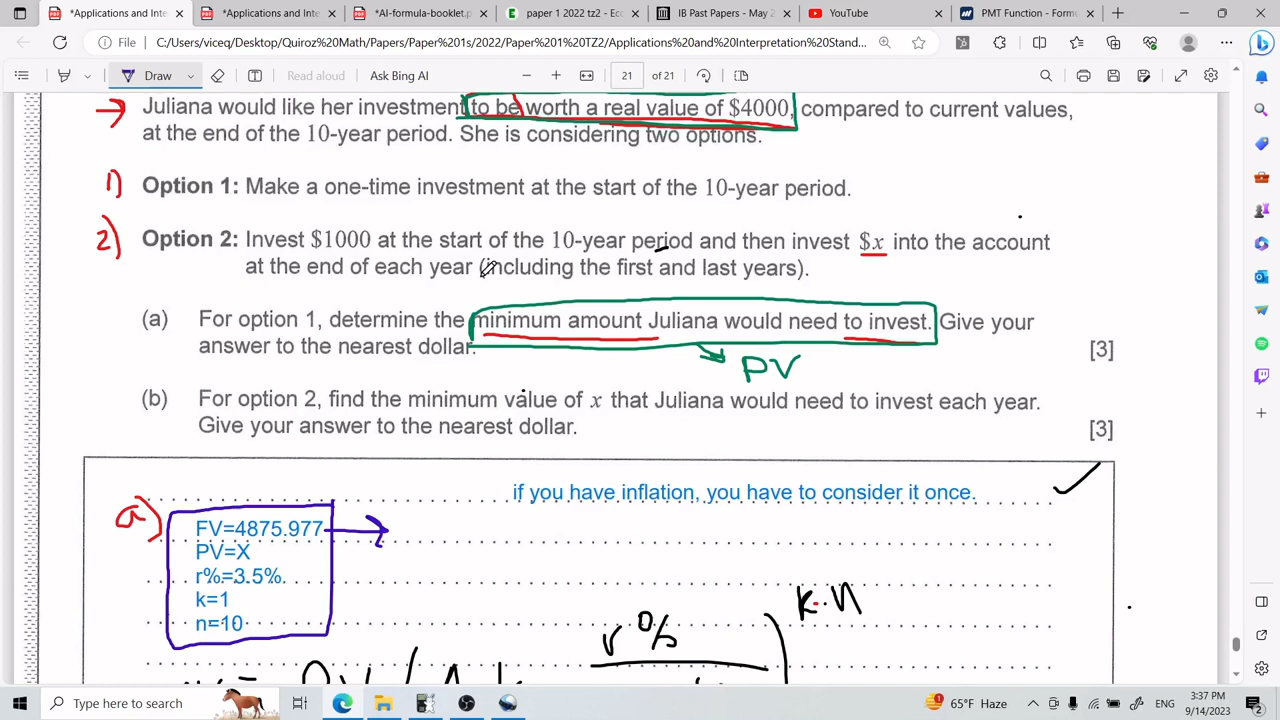 *Applications and Inter
*Applications and Inter
*AI-formula-booklet.p
paper 1 2022 tz2 - Ec
IB Past Papers - May 2
YouTube
PMT Function - Formu
File
C:/Users/viceq/Desktop/Quiroz%20Math/Papers/Paper%201s/2022/Paper%201%20TZ2/Applications%20and%20Interpretation%20Stand...
Draw
Read aloud
Ask Bing AI
21
of 21
Juliana would like her investment to be worth a real value of $4000, compared to current values,
at the end of the 10-year period. She is considering two options.
1) Option 1: Make a one-time investment at the start of the 10-year period.
2) Option 2: Invest $1000 at the start of the 10-year period and then invest $x into the account
at the end of each year (including the first and last years).
(a) For option 1, determine the minimum amount Juliana would need to invest. Give your
answer to the nearest dollar. [3]
PV
(b) For option 2, find the minimum value of x that Juliana would need to invest each year.
Give your answer to the nearest dollar. [3]
if you have inflation, you have to consider it once.
a)
FV=4875.977
PV=X
r%=3.5%
k=1
n=10
k.n
r%
Type here to search
65°F Haze
ENG
3:37 PM
9/14/2023
2